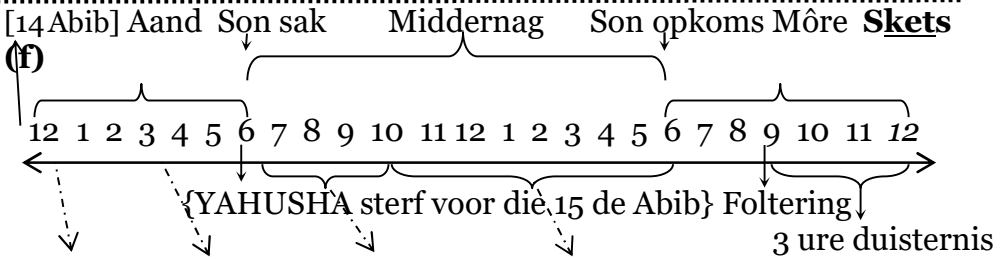 [14 Abib] Aand Son sak Middernag Son opkoms Môre Skets
(f)
12 1 2 3 4 5 6 7 8 9 10 11 12 1 2 3 4 5 6 7 8 9 10 11 12
{YAHUSHA sterf voor die 15 de Abib} Foltering
3 ure duisternis